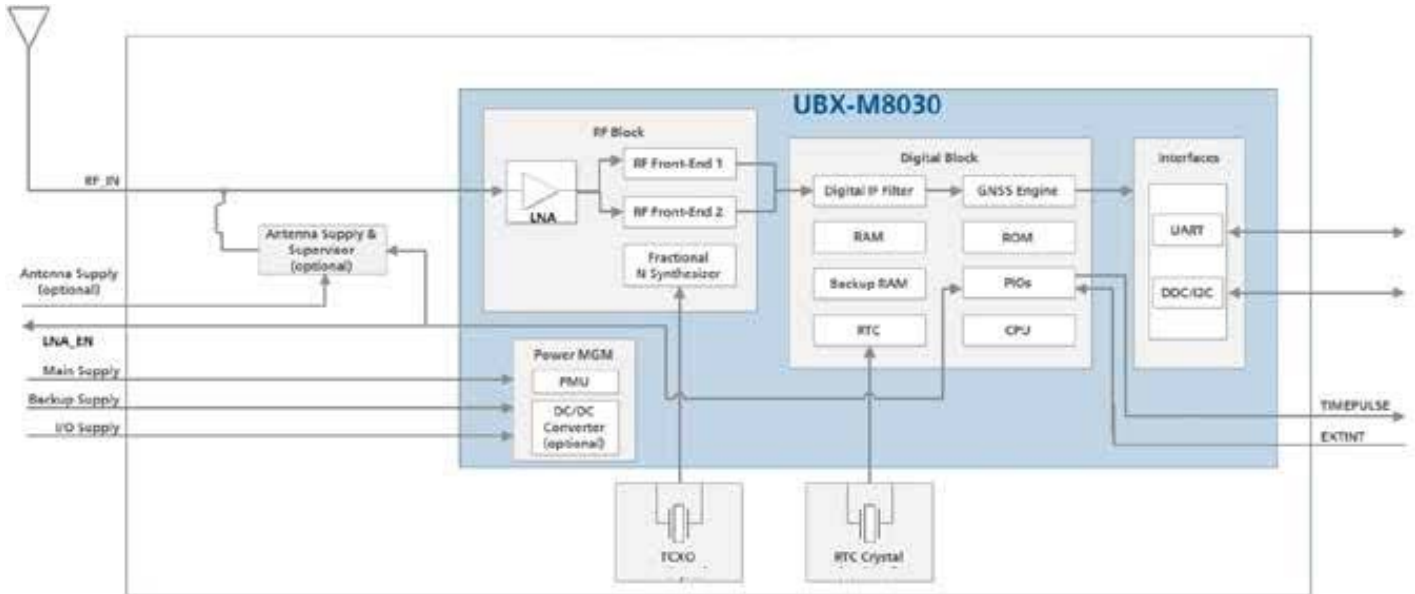 UBX-M8030
RF Block
RF Front-End 1
LNA
RF Front-End 2
Fractional
N Synthesizer
Digital Block
Digital IF Filter
GNSS Engine
RAM
ROM
Backup RAM
PIOs
RTC
CPU
Interfaces
UART
DDC/I2C
RF_IN
Antenna Supply &
Supervisor
(optional)
Antenna Supply
(optional)
LNA_EN
Main Supply
Backup Supply
I/O Supply
Power MGM
PMU
DC/DC
Converter
(optional)
TIMEPULSE
EXTINT
TCXO
RTC Crystal